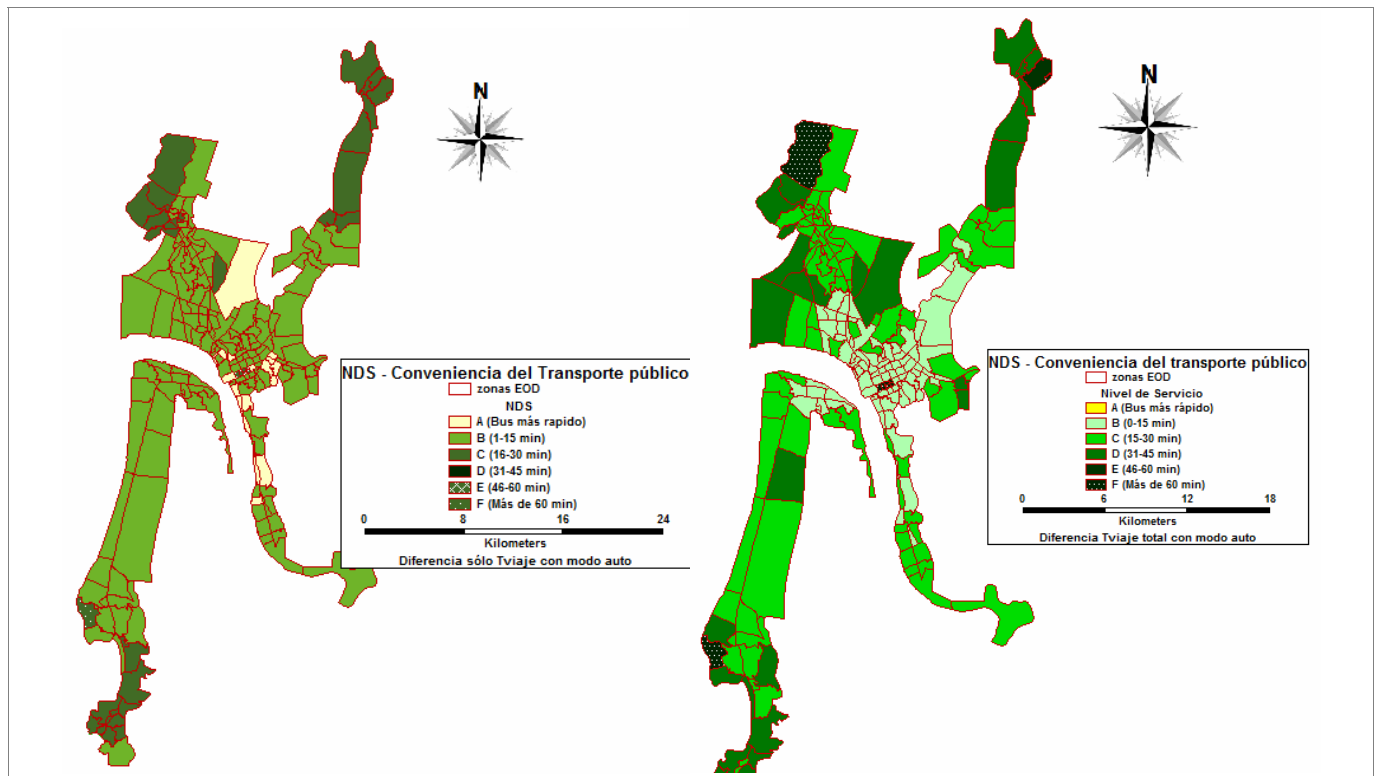 N
NDS - Conveniencia del Transporte público
zonas EOD
NDS
A (Bus más rapido)
B (1-15 min)
C (16-30 min)
D (31-45 min)
E (46-60 min)
F (Más de 60 min)
0 8 16 24
Kilometers
Diferencia sólo Tviaje con modo auto
N
NDS - Conveniencia del transporte público
zonas EOD
Nivel de Servicio
A (Bus más rápido)
B (0-15 min)
C (15-30 min)
D (31-45 min)
E (46-60 min)
F (Más de 60 min)
0 6 12 18
Kilometers
Diferencia Tviaje total con modo auto